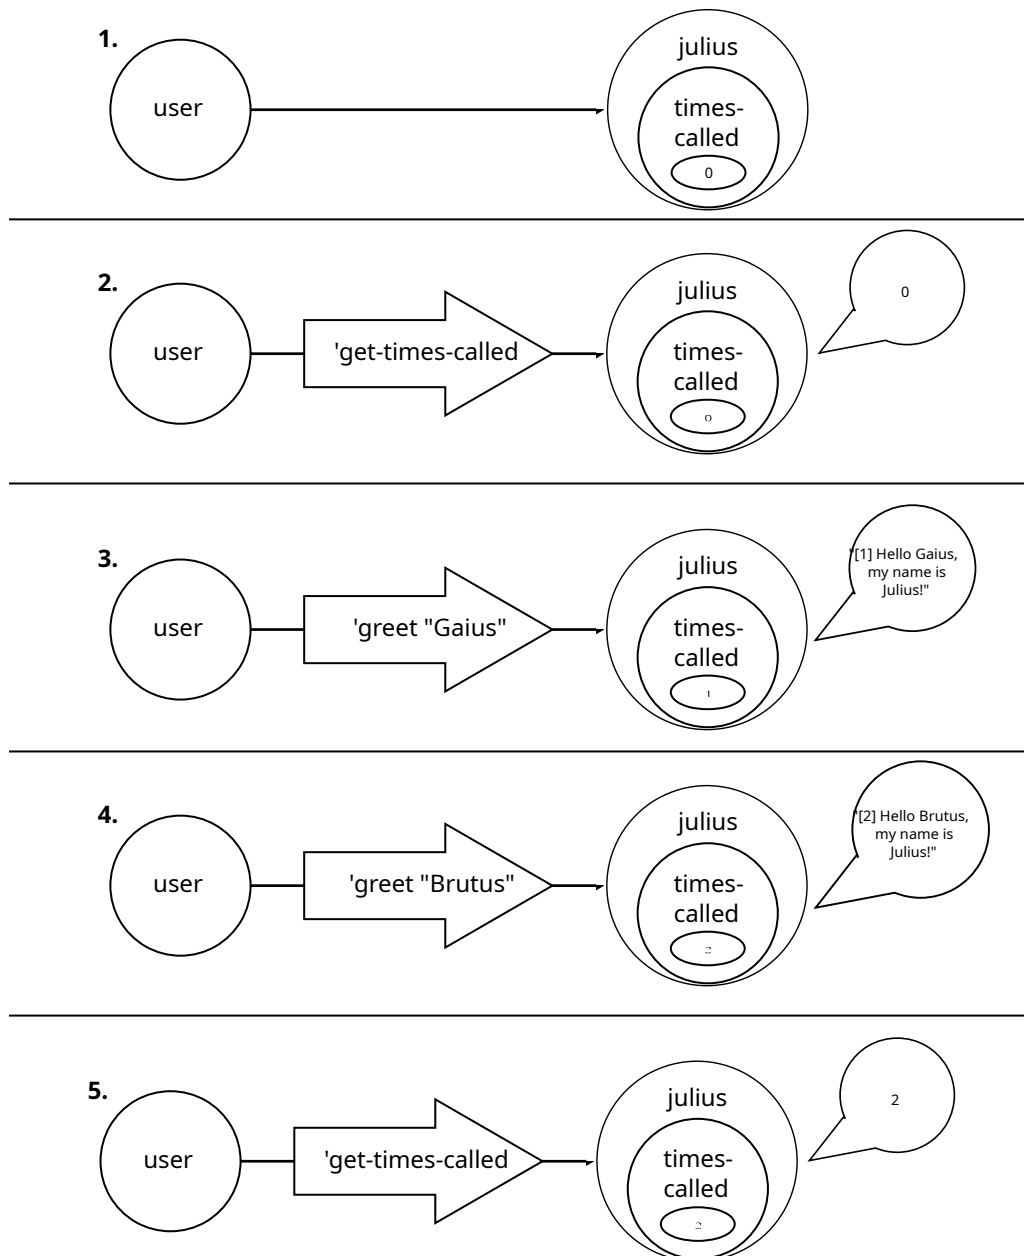 1.
user
julius
times-
called
0
2.
user
'get-times-called
julius
times-
called
0
0
3.
user
'greet "Gaius"
julius
times-
called
1
"[1] Hello Gaius,
my name is
Julius!"
4.
user
'greet "Brutus"
julius
times-
called
2
"[2] Hello Brutus,
my name is
Julius!"
5.
user
'get-times-called
julius
times-
called
2
2